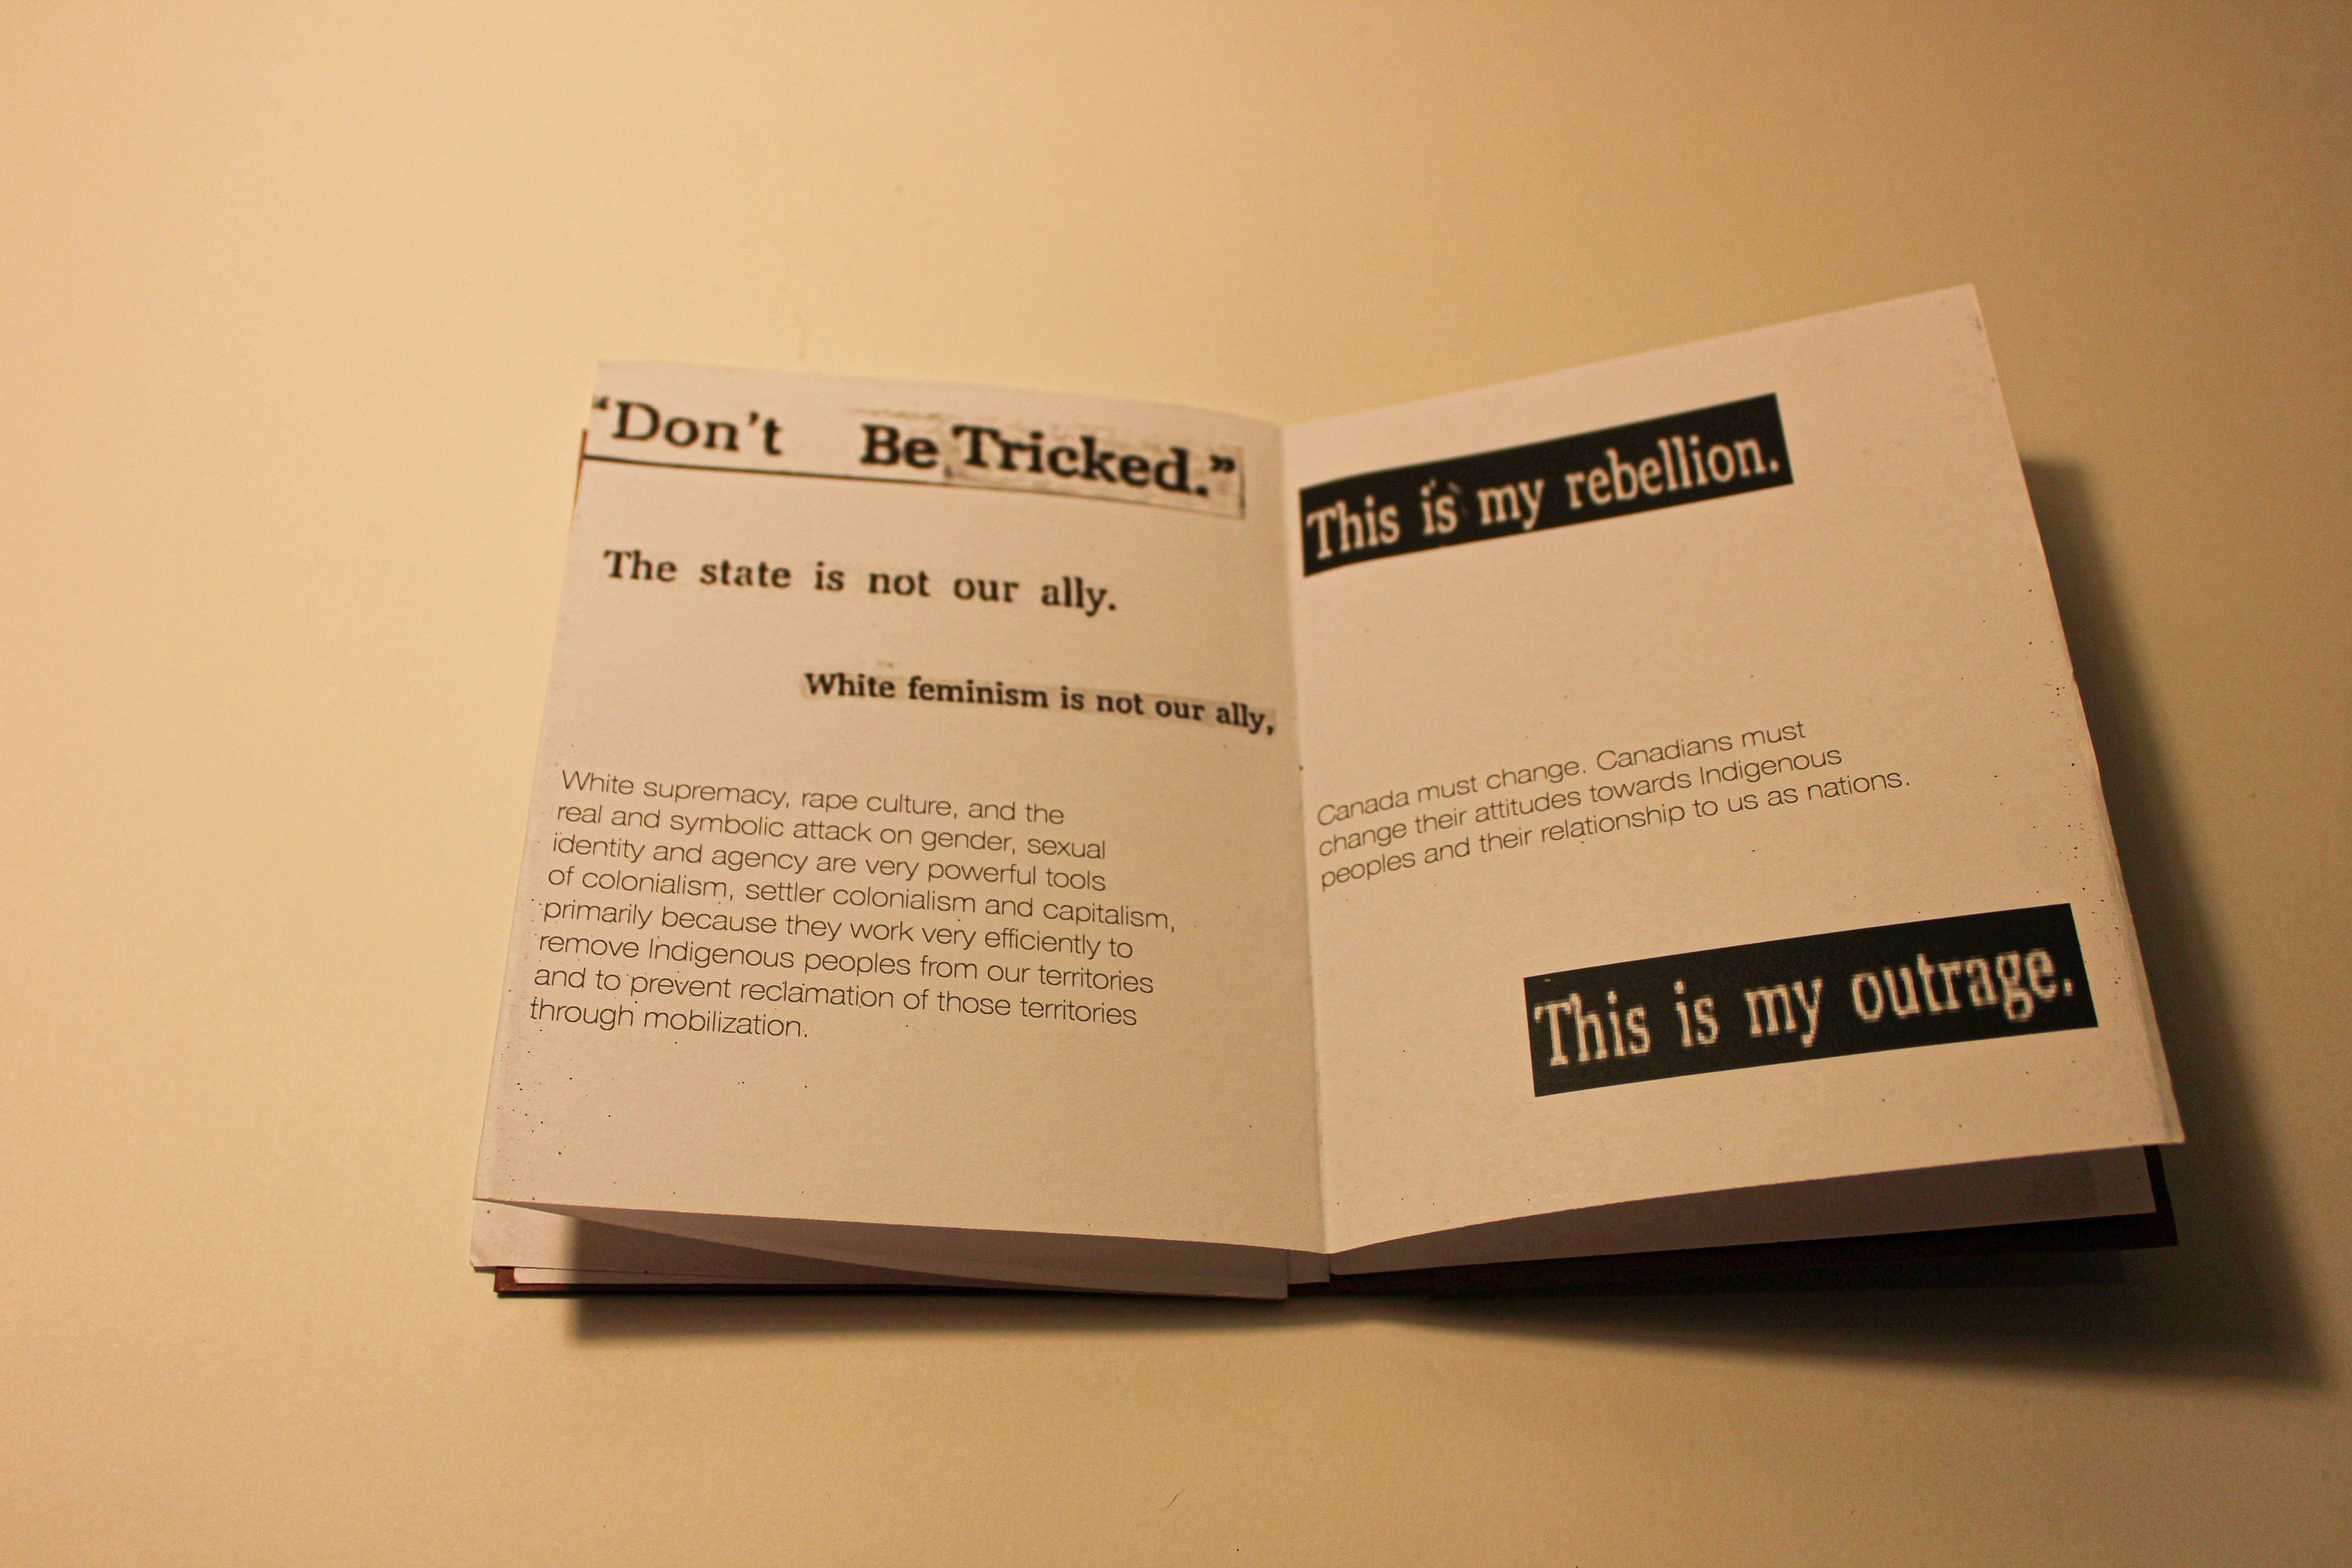 “Don't Be Tricked.”
The state is not our ally.
White feminism is not our ally,
White supremacy, rape culture, and the
real and symbolic attack on gender, sexual
identity and agency are very powerful tools
of colonialism, settler colonialism and capitalism,
primarily because they work very efficiently to
remove Indigenous peoples from our territories
and to prevent reclamation of those territories
through mobilization.
This is my rebellion.
Canada must change. Canadians must
change their attitudes towards Indigenous
peoples and their relationship to us as nations.
This is my outrage.